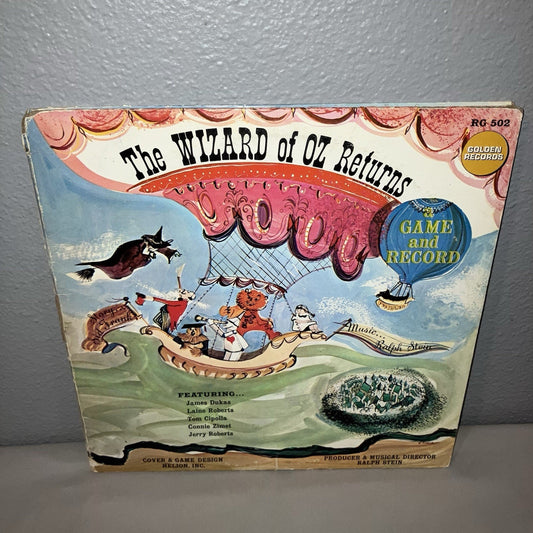 RG 502
GOLDEN
RECORDS
The WIZARD of OZ Returns
a
GAME
and
RECORD
Music...
Ralph Stein
FEATURING...
James Dukas
Laine Roberts
Tom Cipolla
Connie Zimet
Jerry Roberts
COVER & GAME DESIGN
HELION, INC.
PRODUCER & MUSICAL DIRECTOR
RALPH STEIN